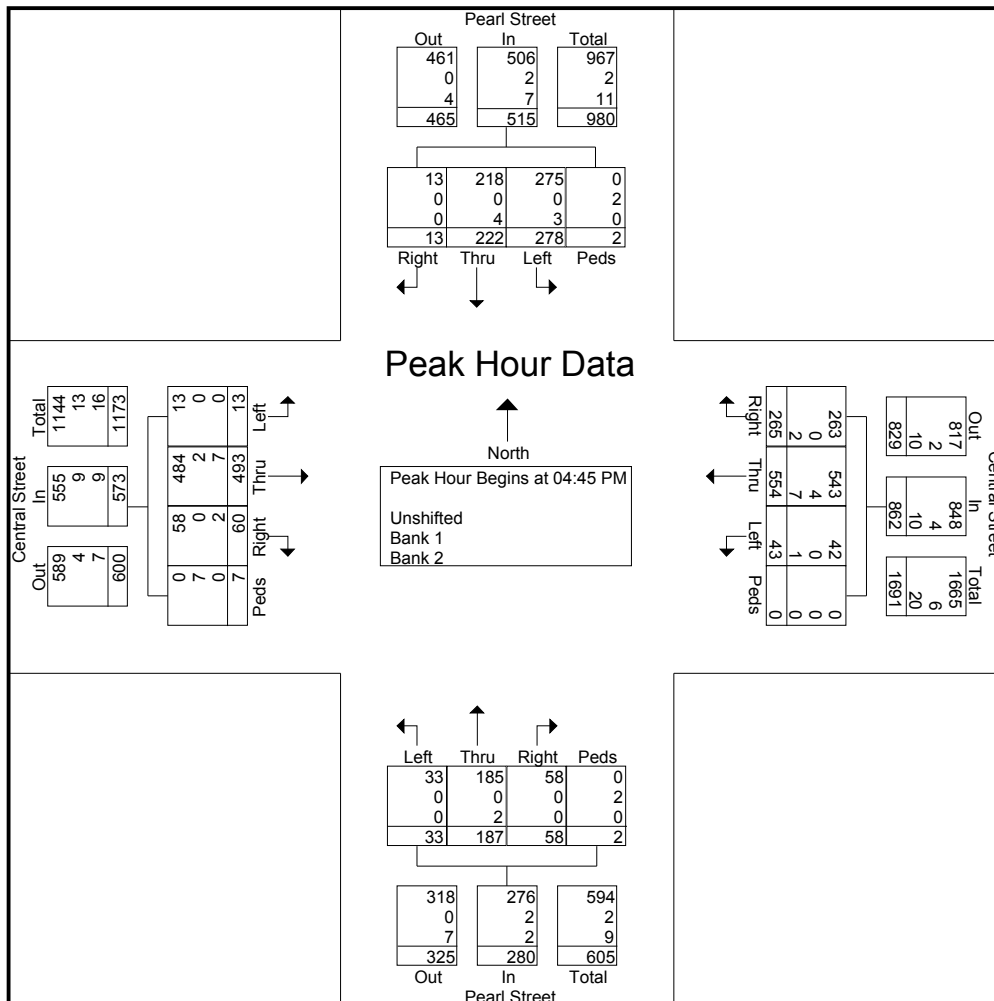 Pearl Street
Out In Total
461 506 967
0 2 2
4 7 11
465 515 980
13 218 275 0
0 0 0 2
0 4 3 0
13 222 278 2
Right Thru Left Peds
Peak Hour Data
North
Peak Hour Begins at 04:45 PM
Unshifted
Bank 1
Bank 2
Central Street
Out In Total
589 555 1144
4 9 13
7 9 16
600 573 1173
Left Thru Right Peds
13 484 58 0
0 2 0 7
0 7 2 0
13 493 60 7
Central Street
Out In Total
817 848 1665
2 4 6
10 10 20
829 862 1691
Right Thru Left Peds
263 543 42 0
0 4 0 0
2 7 1 0
265 554 43 0
Left Thru Right Peds
33 185 58 0
0 0 0 2
0 2 0 0
33 187 58 2
318 276 594
0 2 2
7 2 9
325 280 605
Out In Total
Pearl Street